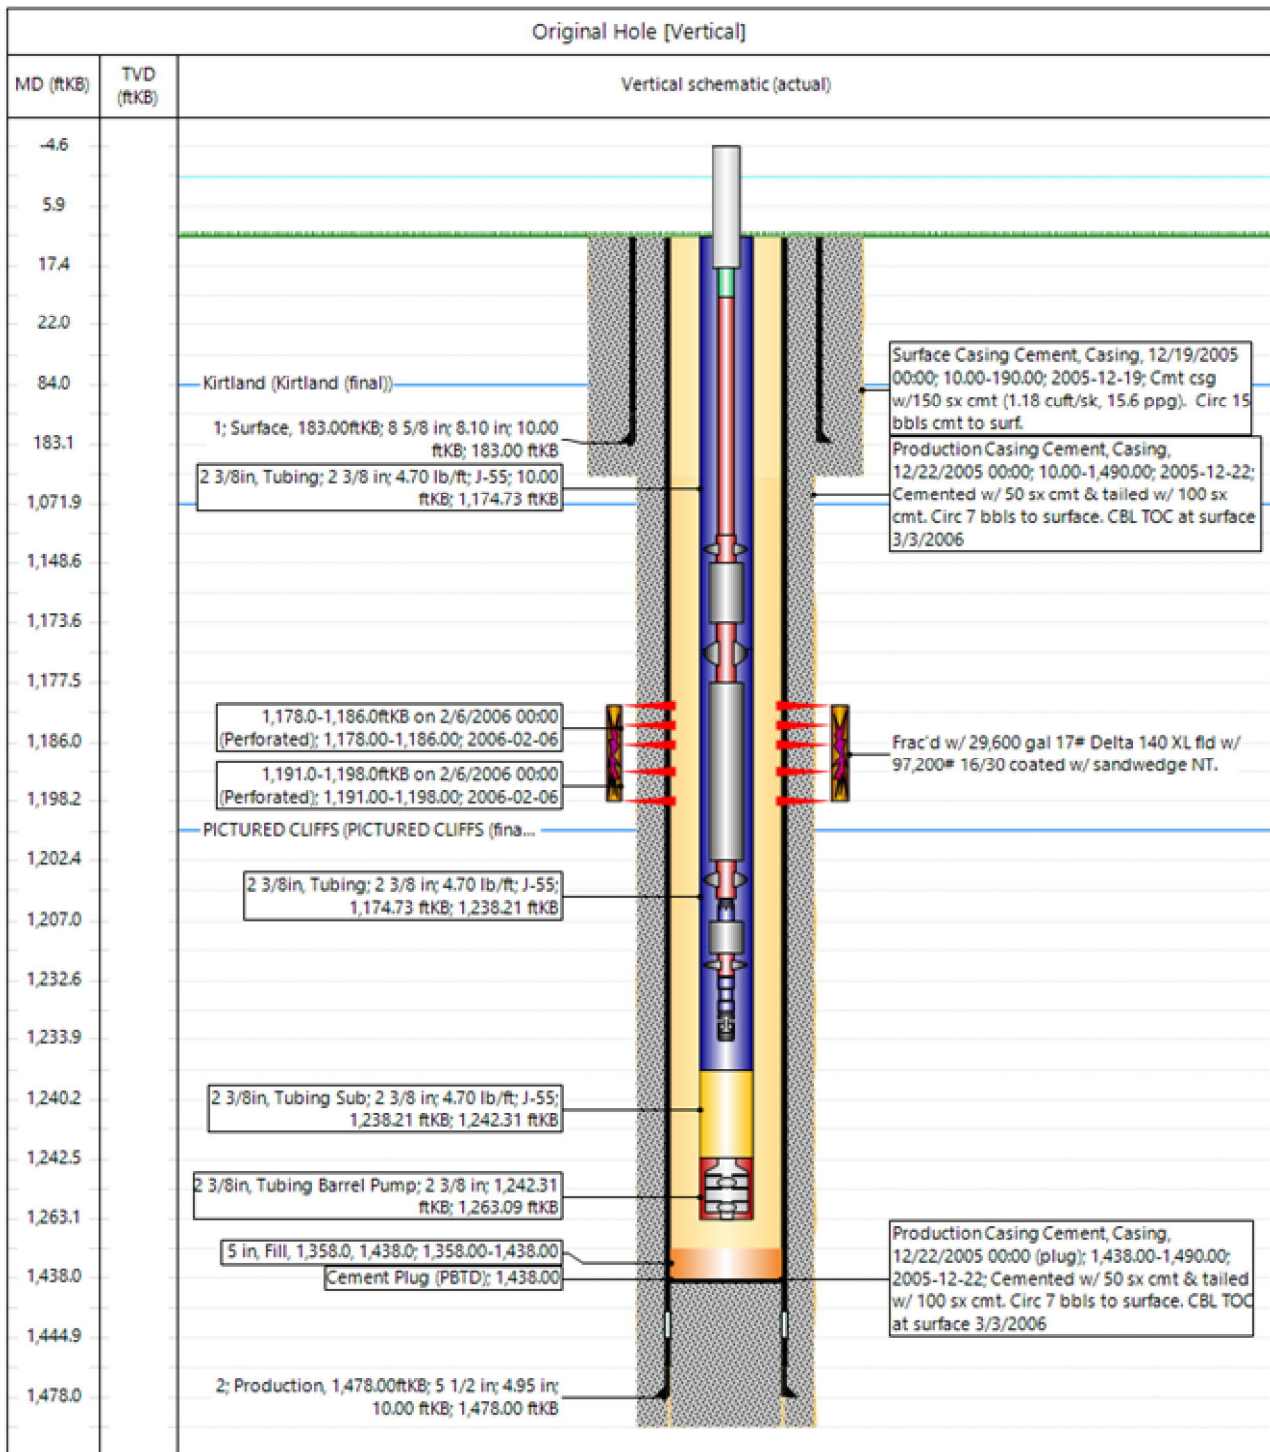 Original Hole [Vertical]
MD (ftKB)
TVD
(ftKB)
Vertical schematic (actual)
-4.6
5.9
17.4
22.0
84.0
183.1
1,071.9
1,148.6
1,173.6
1,177.5
1,186.0
1,198.2
1,202.4
1,207.0
1,232.6
1,233.9
1,240.2
1,242.5
1,263.1
1,438.0
1,444.9
1,478.0
Kirtland (Kirtland (final))
1; Surface, 183.00ftKB; 8 5/8 in; 8.10 in; 10.00
ftKB; 183.00 ftKB
2 3/8in, Tubing; 2 3/8 in; 4.70 lb/ft; J-55; 10.00
ftKB; 1,174.73 ftKB
Surface Casing Cement, Casing, 12/19/2005
00:00; 10.00-190.00; 2005-12-19; Cmt csg
w/150 sx cmt (1.18 cuft/sk, 15.6 ppg).  Circ 15
bbls cmt to surf.
Production Casing Cement, Casing,
12/22/2005 00:00; 10.00-1,490.00; 2005-12-22;
Cemented w/ 50 sx cmt & tailed w/ 100 sx
cmt. Circ 7 bbls to surface. CBL TOC at surface
3/3/2006
1,178.0-1,186.0ftKB on 2/6/2006 00:00
(Perforated); 1,178.00-1,186.00; 2006-02-06
1,191.0-1,198.0ftKB on 2/6/2006 00:00
(Perforated); 1,191.00-1,198.00; 2006-02-06
Frac'd w/ 29,600 gal 17# Delta 140 XL fld w/
97,200# 16/30 coated w/ sandwedge NT.
PICTURED CLIFFS (PICTURED CLIFFS (fina...
2 3/8in, Tubing; 2 3/8 in; 4.70 lb/ft; J-55;
1,174.73 ftKB; 1,238.21 ftKB
2 3/8in, Tubing Sub; 2 3/8 in; 4.70 lb/ft; J-55;
1,238.21 ftKB; 1,242.31 ftKB
2 3/8in, Tubing Barrel Pump; 2 3/8 in; 1,242.31
ftKB; 1,263.09 ftKB
5 in, Fill, 1,358.0, 1,438.0; 1,358.00-1,438.00
Cement Plug (PBTD); 1,438.00
Production Casing Cement, Casing,
12/22/2005 00:00 (plug); 1,438.00-1,490.00;
2005-12-22; Cemented w/ 50 sx cmt & tailed
w/ 100 sx cmt. Circ 7 bbls to surface. CBL TOC
at surface 3/3/2006
2; Production, 1,478.00ftKB; 5 1/2 in; 4.95 in;
10.00 ftKB; 1,478.00 ftKB